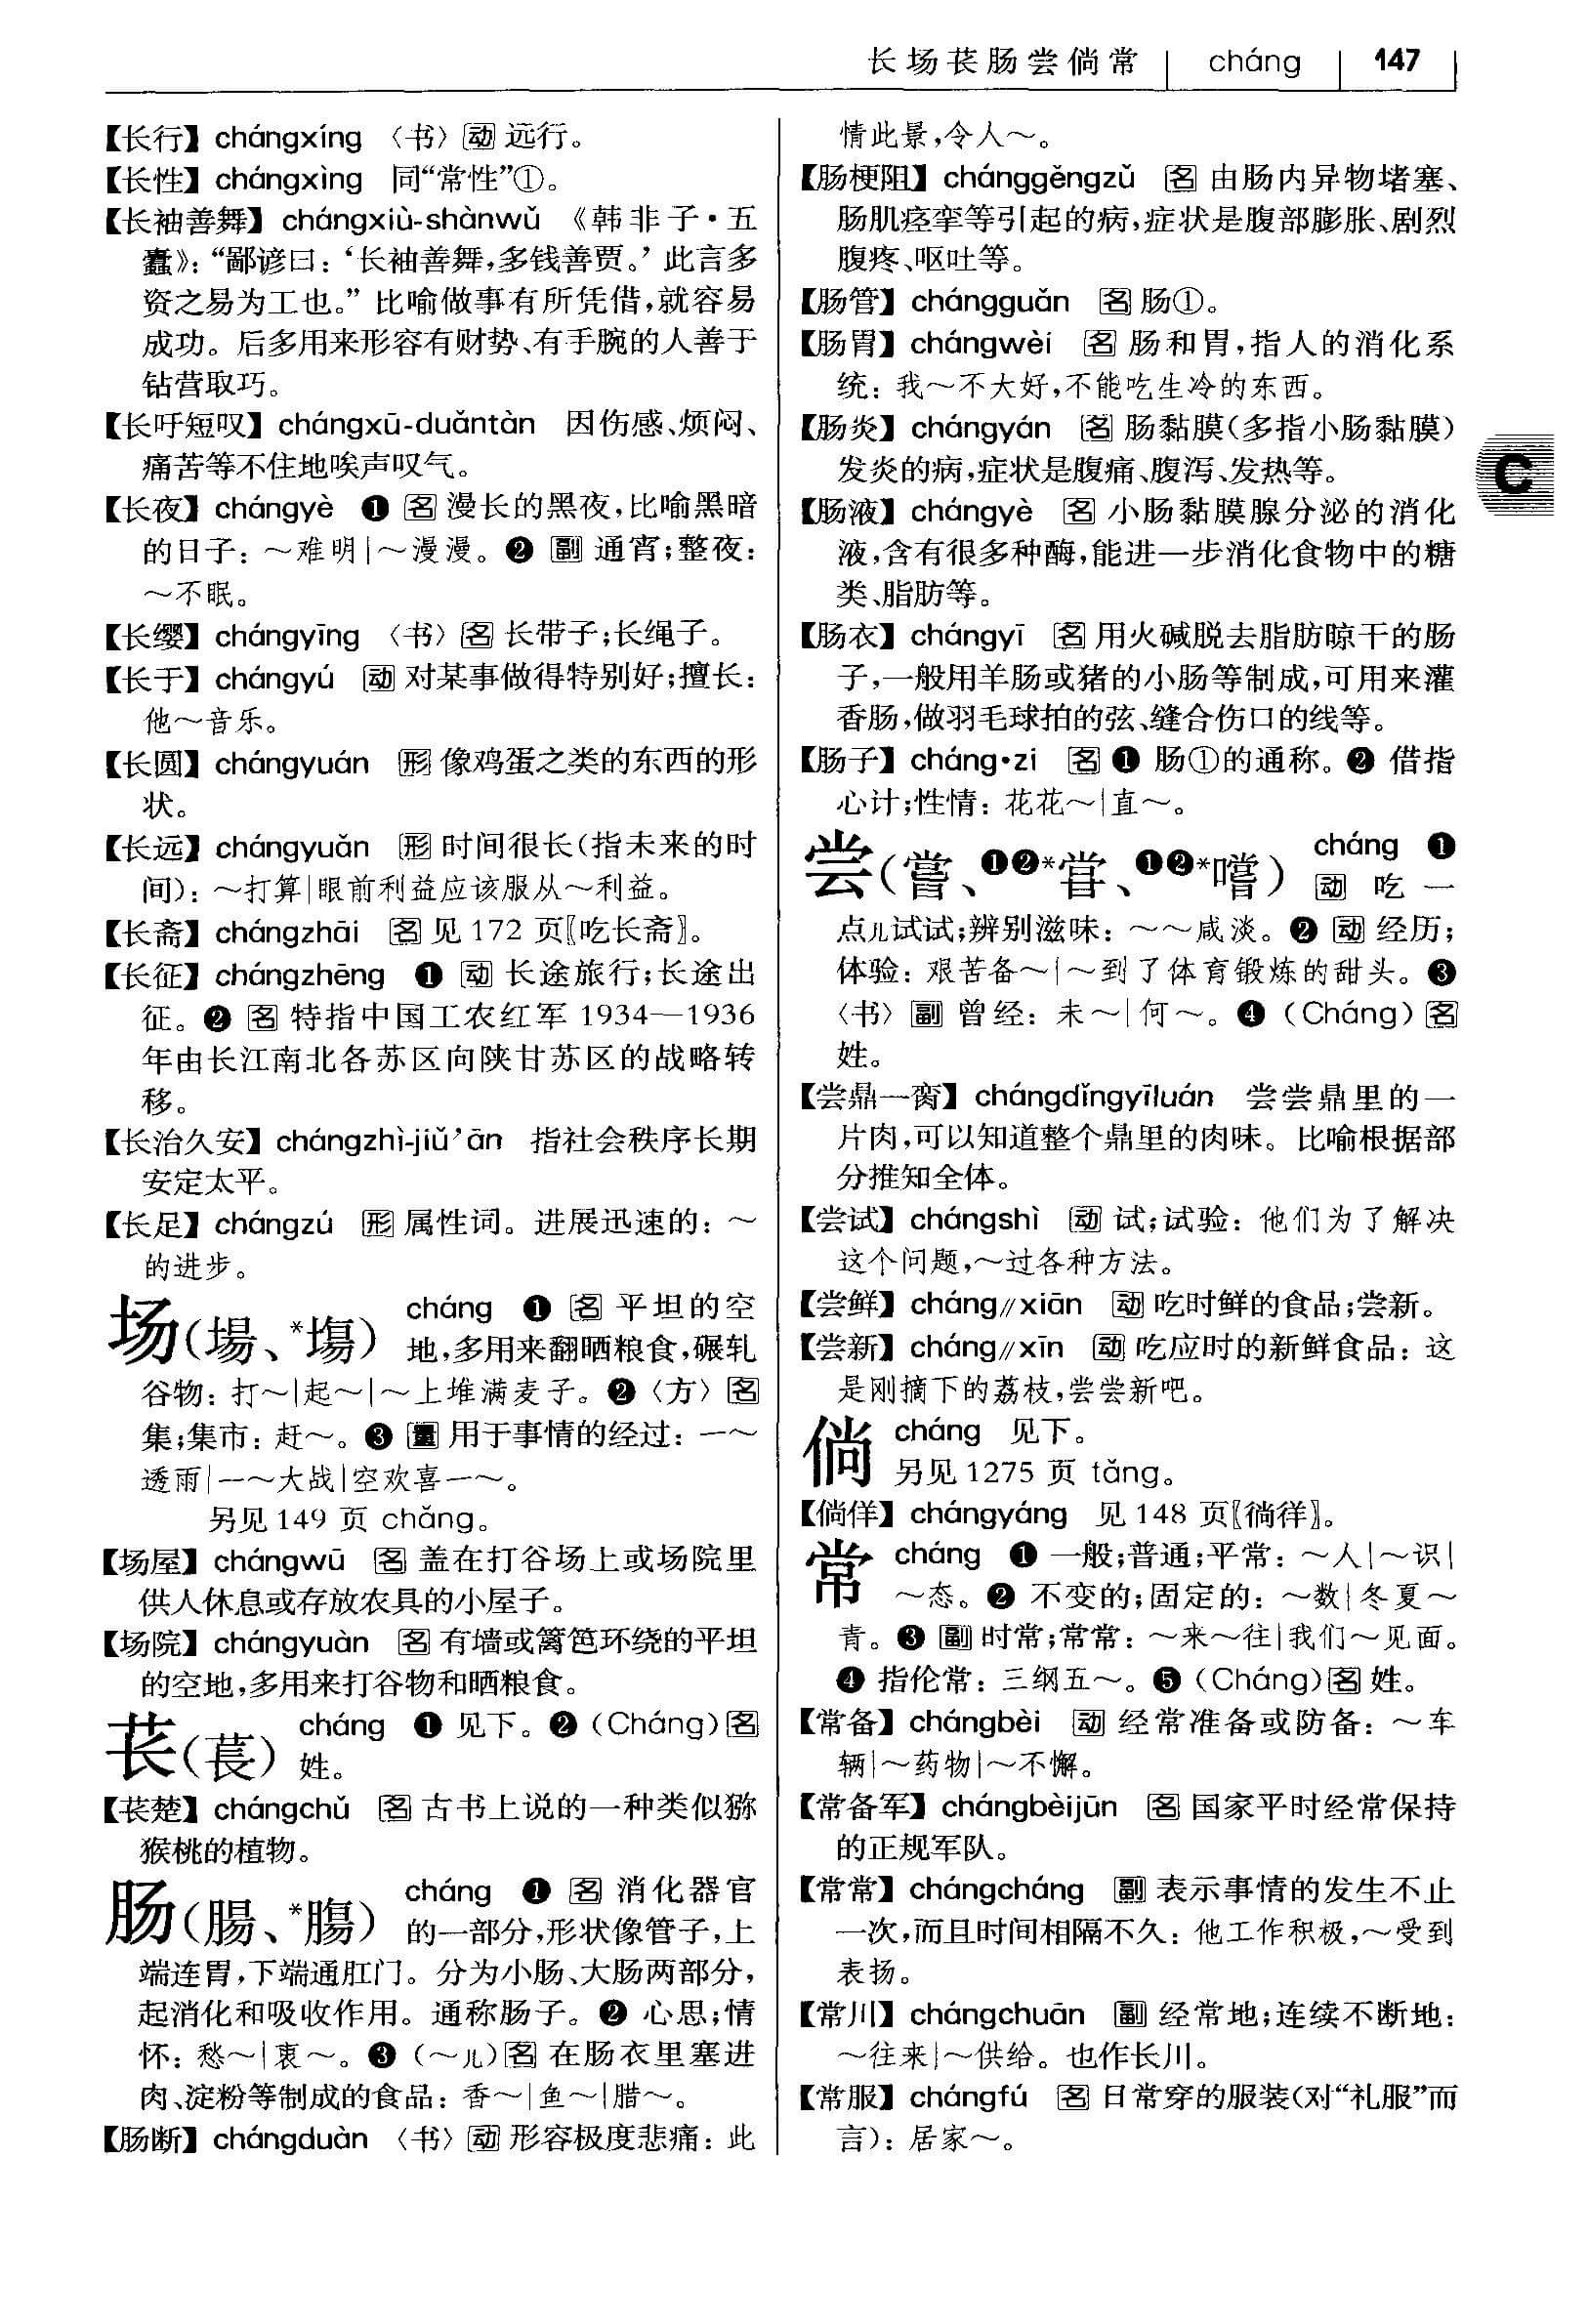 长场苌肠尝倘常 cháng 147
【长行】 chángxíng 〈书〉 动 远行。
【长性】 chángxìng 同“常性”①。
【长袖善舞】 chángxiù-shànwǔ 《韩非子·五
蠹》：“鄙谚曰：‘长袖善舞，多钱善贾。’此言多
资之易为工也。”比喻做事有所凭借，就容易
成功。后多用来形容有财势、有手腕的人善于
钻营取巧。
【长吁短叹】 chángxū-duǎntàn 因伤感、烦闷、
痛苦等不住地唉声叹气。
【长夜】 chángyè ❶ 名 漫长的黑夜，比喻黑暗
的日子：～难明|～漫漫。❷ 副 通宵；整夜：
～不眠。
【长缨】 chángyīng 〈书〉 名 长带子；长绳子。
【长于】 chángyú 动 对某事做得特别好；擅长：
他～音乐。
【长圆】 chángyuán 形 像鸡蛋之类的东西的形
状。
【长远】 chángyuǎn 形 时间很长（指未来的时
间）：～打算|眼前利益应该服从～利益。
【长斋】 chángzhāi 名 见 172 页〖吃长斋〗。
【长征】 chángzhēng ❶ 动 长途旅行；长途出
征。❷ 名 特指中国工农红军 1934—1936
年由长江南北各苏区向陕甘苏区的战略转
移。
【长治久安】 chángzhì-jiǔ’ān 指社会秩序长期
安定太平。
【长足】 chángzú 形 属性词。进展迅速的：～
的进步。
场（場、*塲） cháng ❶ 名 平坦的空
地，多用来翻晒粮食，碾轧
谷物：打～|起～|～上堆满麦子。❷〈方〉名
集；集市：赶～。❸ 量 用于事情的经过：一～
透雨|一～大战|空欢喜一～。
另见 149 页 chǎng。
【场屋】 chángwū 名 盖在打谷场上或场院里
供人休息或存放农具的小屋子。
【场院】 chángyuàn 名 有墙或篱笆环绕的平坦
的空地，多用来打谷物和晒粮食。
苌（萇） cháng ❶ 见下。❷（Cháng）名
姓。
【苌楚】 chángchǔ 名 古书上说的一种类似猕
猴桃的植物。
肠（腸、*膓） cháng ❶ 名 消化器官
的一部分，形状像管子，上
端连胃，下端通肛门。分为小肠、大肠两部分，
起消化和吸收作用。通称肠子。❷ 心思；情
怀：愁～|衷～。❸（～儿）名 在肠衣里塞进
肉、淀粉等制成的食品：香～|鱼～|腊～。
【肠断】 chángduàn 〈书〉动 形容极度悲痛：此
情此景，令人～。
【肠梗阻】 chánggěngzǔ 名 由肠内异物堵塞、
肠肌痉挛等引起的病，症状是腹部膨胀、剧烈
腹疼、呕吐等。
【肠管】 chángguǎn 名 肠①。
【肠胃】 chángwèi 名 肠和胃，指人的消化系
统：我～不大好，不能吃生冷的东西。
【肠炎】 chángyán 名 肠黏膜（多指小肠黏膜）
发炎的病，症状是腹痛、腹泻、发热等。
【肠液】 chángyè 名 小肠黏膜腺分泌的消化
液，含有很多种酶，能进一步消化食物中的糖
类、脂肪等。
【肠衣】 chángyī 名 用火碱脱去脂肪晾干的肠
子，一般用羊肠或猪的小肠等制成，可用来灌
香肠，做羽毛球拍的弦、缝合伤口的线等。
【肠子】 cháng·zi 名 ❶ 肠①的通称。❷ 借指
心计；性情：花花～|直～。
尝（嘗、❶❷*甞、❶❷*嚐） cháng ❶
动 吃一
点儿试试；辨别滋味：～～咸淡。❷ 动 经历；
体验：艰苦备～|～到了体育锻炼的甜头。❸
〈书〉 副 曾经：未～|何～。❹（Cháng）名
姓。
【尝鼎一脔】 chángdǐngyīluán 尝尝鼎里的一
片肉，可以知道整个鼎里的肉味。比喻根据部
分推知全体。
【尝试】 chángshì 动 试；试验：他们为了解决
这个问题，～过各种方法。
【尝鲜】 cháng//xiān 动 吃时鲜的食品；尝新。
【尝新】 cháng//xīn 动 吃应时的新鲜食品：这
是刚摘下的荔枝，尝尝新吧。
倘 cháng 见下。
另见 1275 页 tǎng。
【倘佯】 chángyáng 见 148 页〖徜徉〗。
常 cháng ❶ 一般；普通；平常：～人|～识|
～态。❷ 不变的；固定的：～数|冬夏～
青。❸ 副 时常；常常：～来～往|我们～见面。
❹ 指伦常：三纲五～。❺（Cháng）名 姓。
【常备】 chángbèi 动 经常准备或防备：～车
辆|～药物|～不懈。
【常备军】 chángbèijūn 名 国家平时经常保持
的正规军队。
【常常】 chángcháng 副 表示事情的发生不止
一次，而且时间相隔不久：他工作积极，～受到
表扬。
【常川】 chángchuān 副 经常地；连续不断地：
～往来|～供给。也作长川。
【常服】 chángfú 名 日常穿的服装（对“礼服”而
言）：居家～。
C